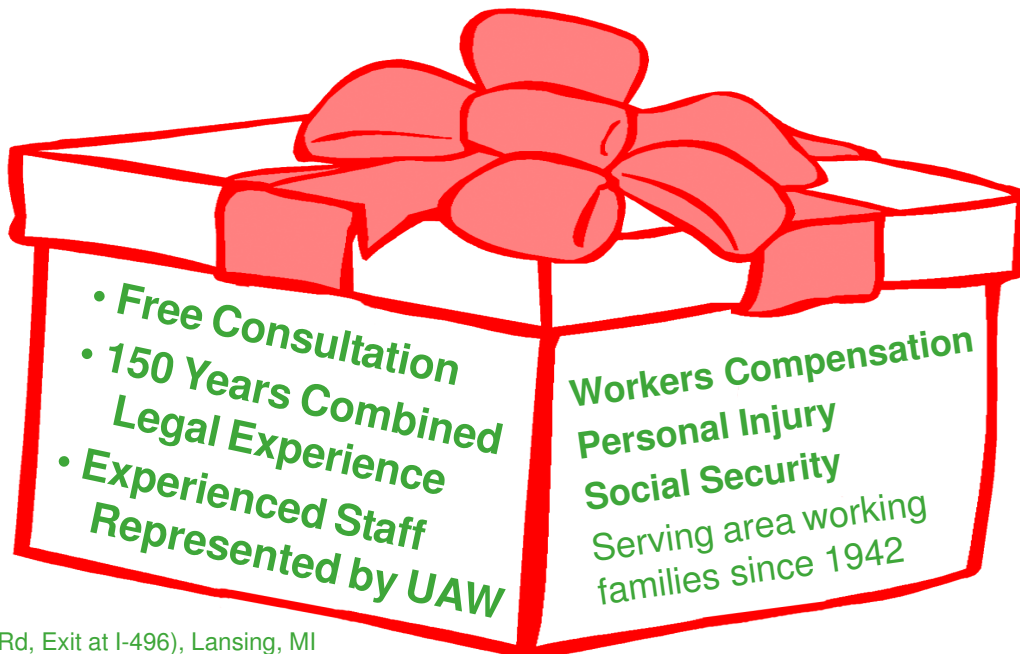 • Free Consultation
• 150 Years Combined
Legal Experience
• Experienced Staff
Represented by UAW
Workers Compensation
Personal Injury
Social Security
Serving area working
families since 1942
Rd, Exit at I-496), Lansing, MI